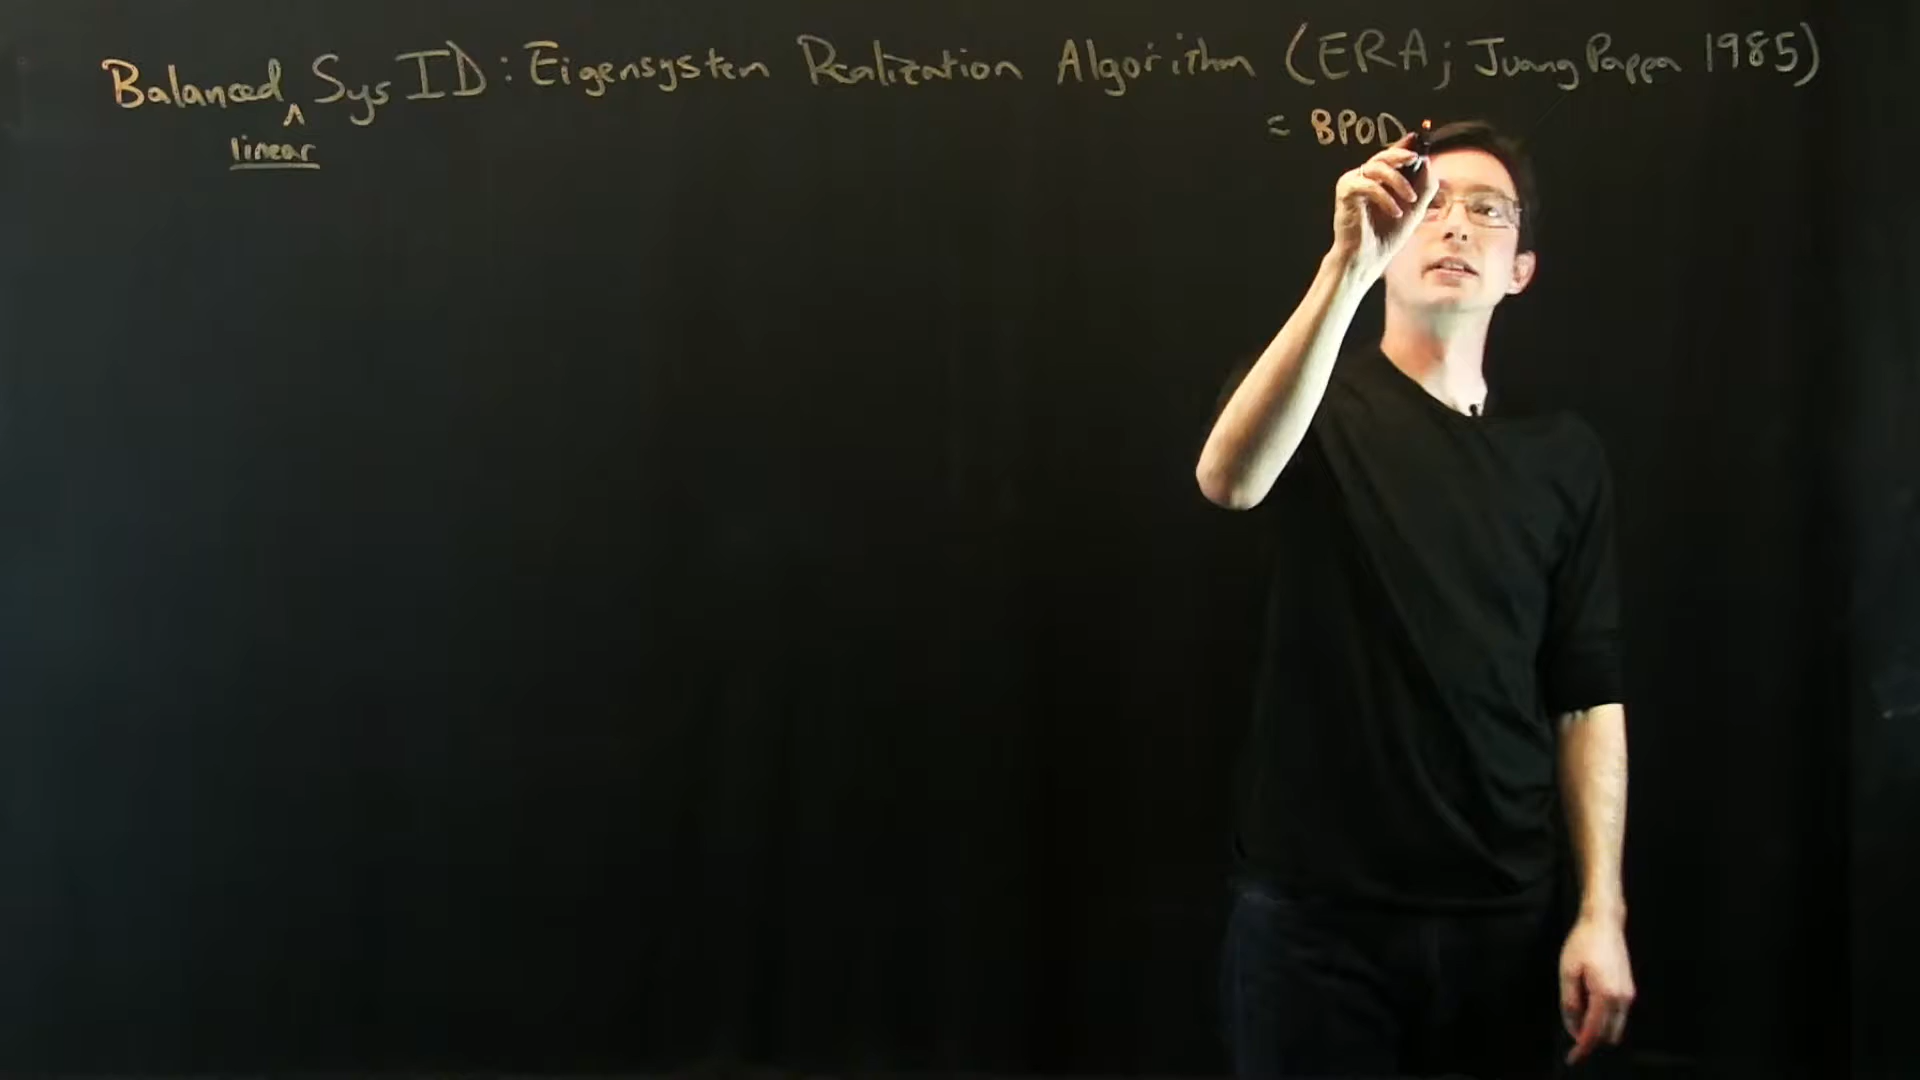 Balanced ^ Sys ID: Eigensystem Realization Algorithm (ERA; Juang Pappa 1985)
linear
= BPOD